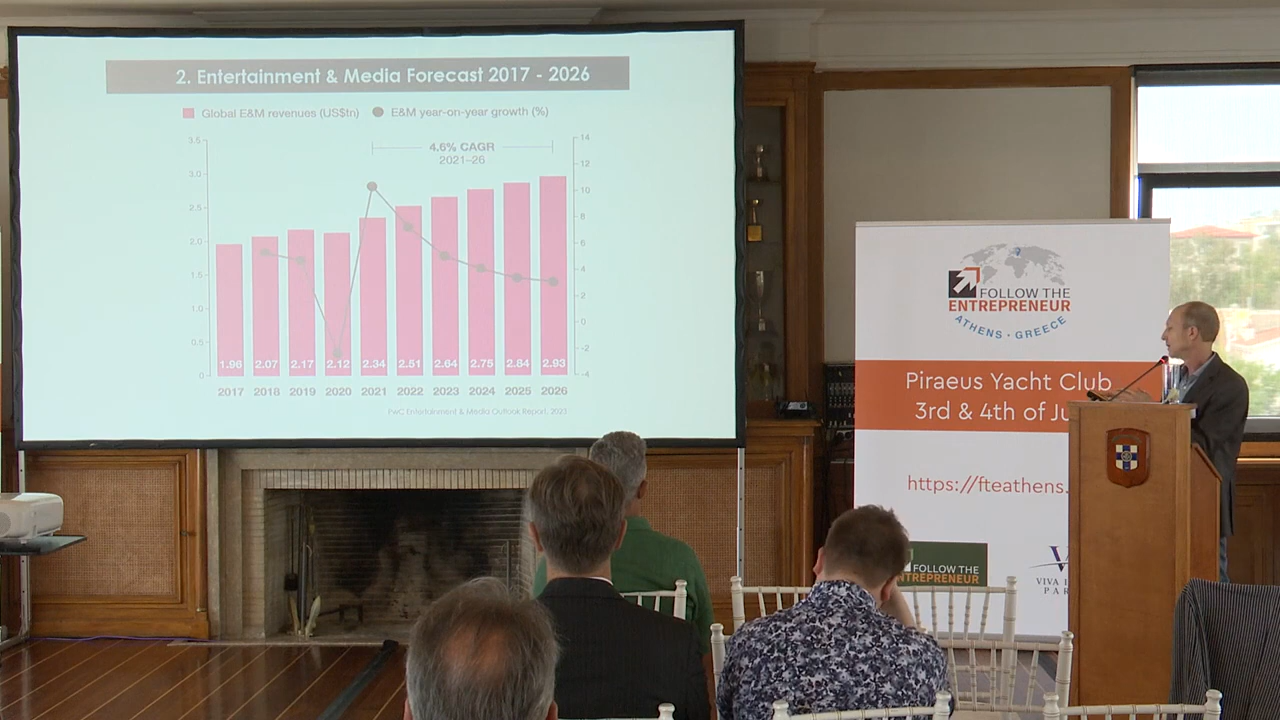 2. Entertainment & Media Forecast 2017 - 2026
Global E&M revenues (US$tn) E&M year-on-year growth (%)
3.5
3.0
2.5
2.0
1.5
1.0
0.5
0
14
12
10
8
6
4
2
0
-2
-4
4.6% CAGR
2021–26
1.96 2.07 2.17 2.12 2.34 2.51 2.64 2.75 2.84 2.93
2017 2018 2019 2020 2021 2022 2023 2024 2025 2026
PwC Entertainment & Media Outlook Report, 2023
FOLLOW THE
ENTREPRENEUR
ATHENS · GREECE
Piraeus Yacht Club
3rd & 4th of Ju
https://fteathens.
FOLLOW THE
ENTREPRENEUR